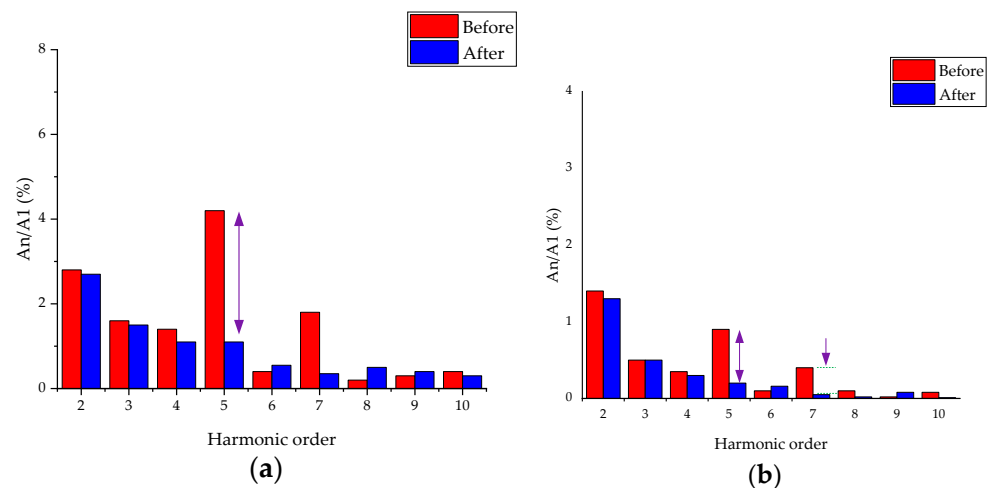 Before
After
8
6
4
2
0
An/A1 (%)
2 3 4 5 6 7 8 9 10
Harmonic order
(a)
Before
After
4
3
2
1
0
An/A1 (%)
2 3 4 5 6 7 8 9 10
Harmonic order
(b)